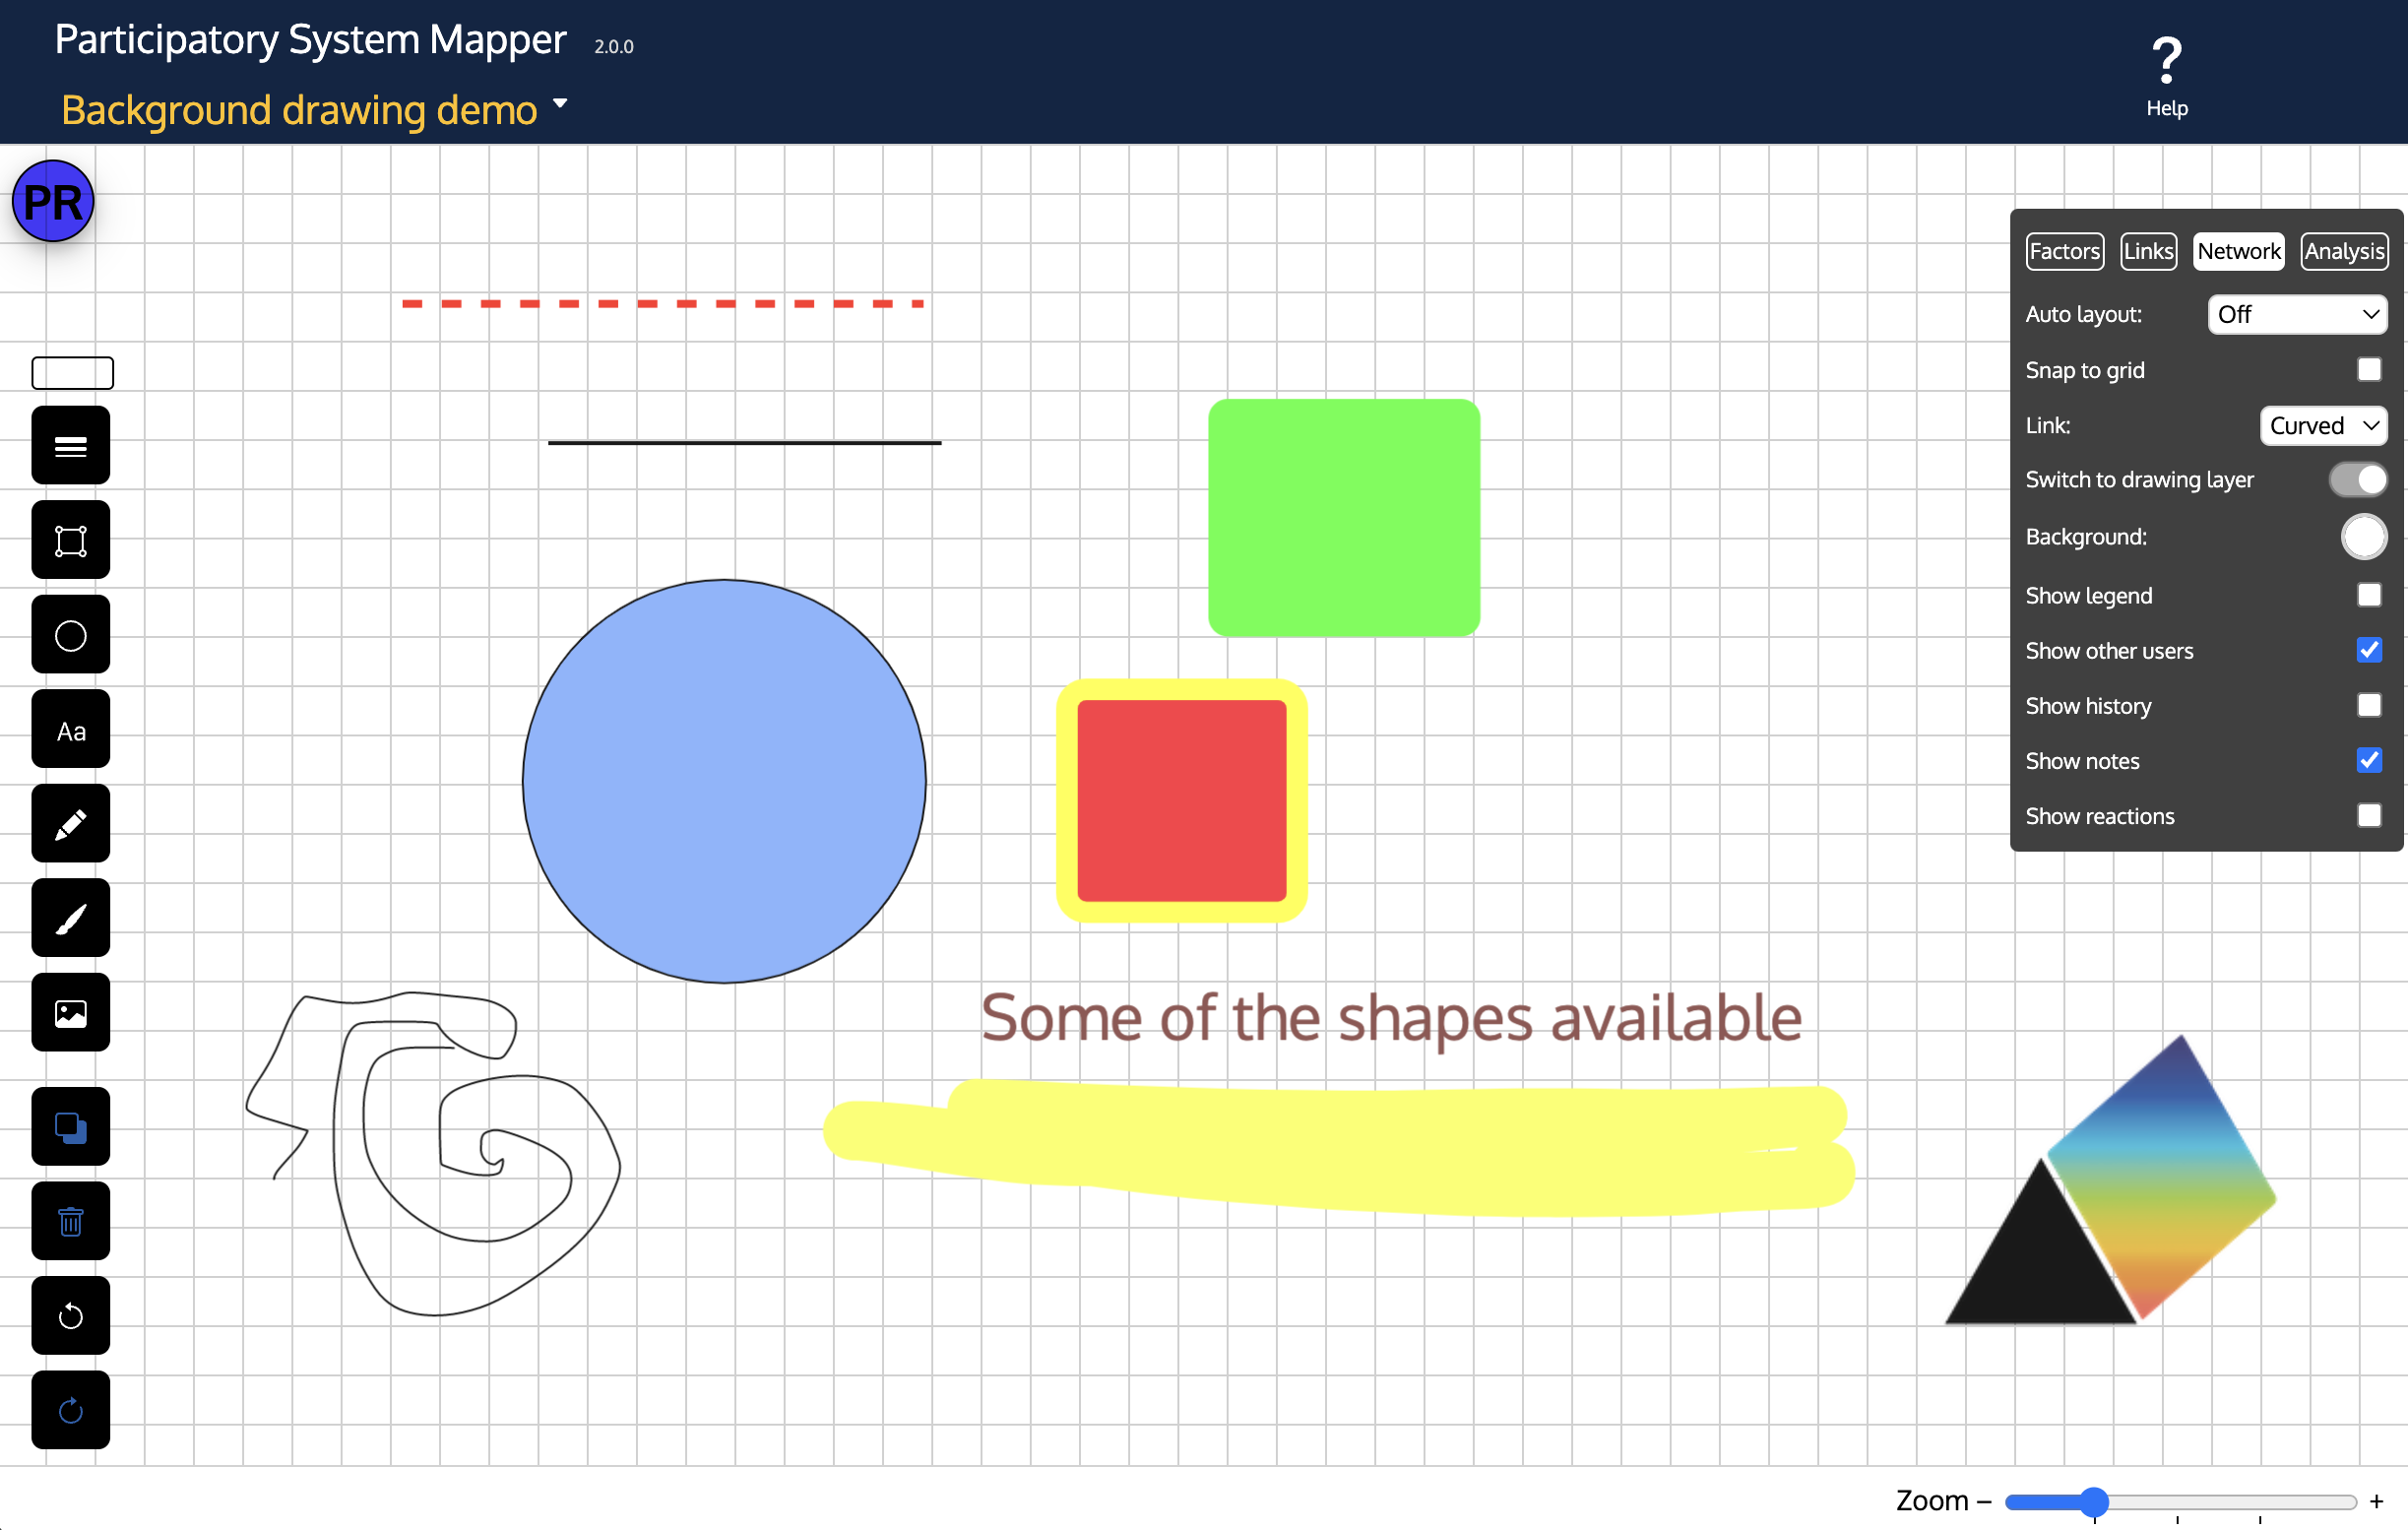 Participatory System Mapper 2.0.0
Background drawing demo
? Help
PR
Factors Links Network Analysis
Auto layout: Off
Snap to grid
Link: Curved
Switch to drawing layer
Background:
Show legend
Show other users
Show history
Show notes
Show reactions
Aa
Some of the shapes available
Zoom – +